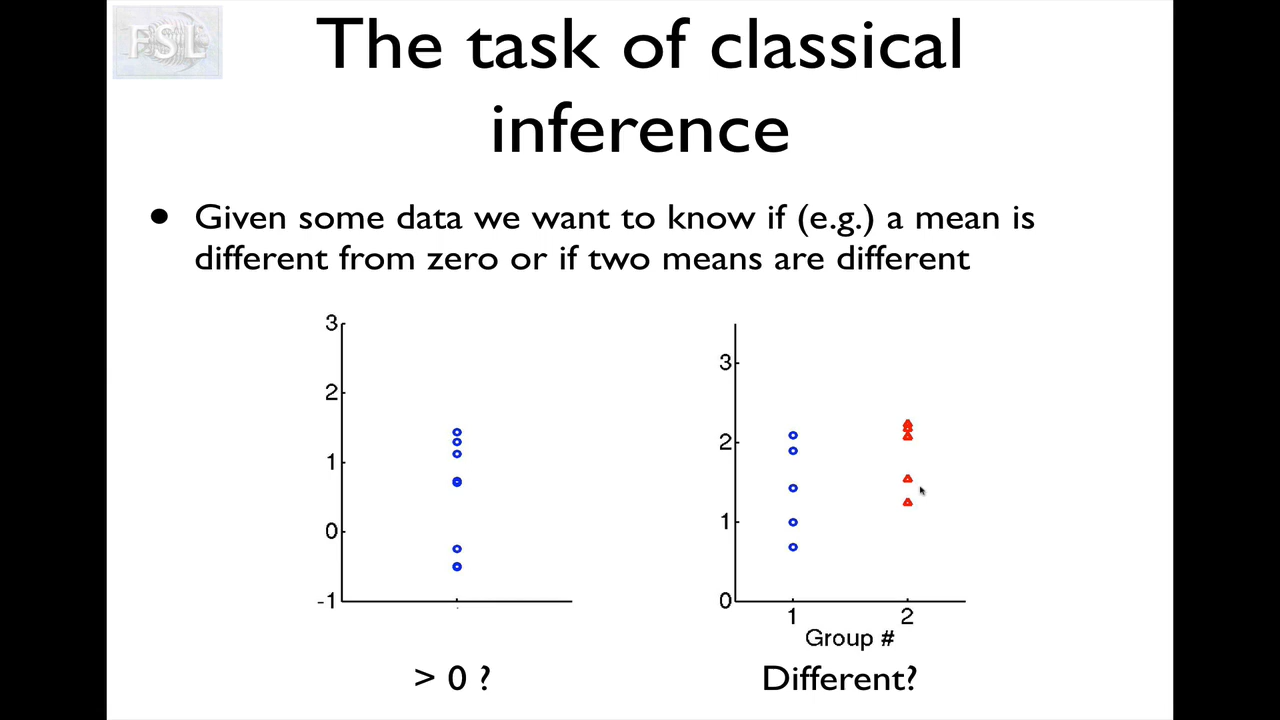 FSL
The task of classical
inference
• Given some data we want to know if (e.g.) a mean is
different from zero or if two means are different
3
2
1
0
-1
> 0 ?
3
2
1
0
1 2
Group #
Different?